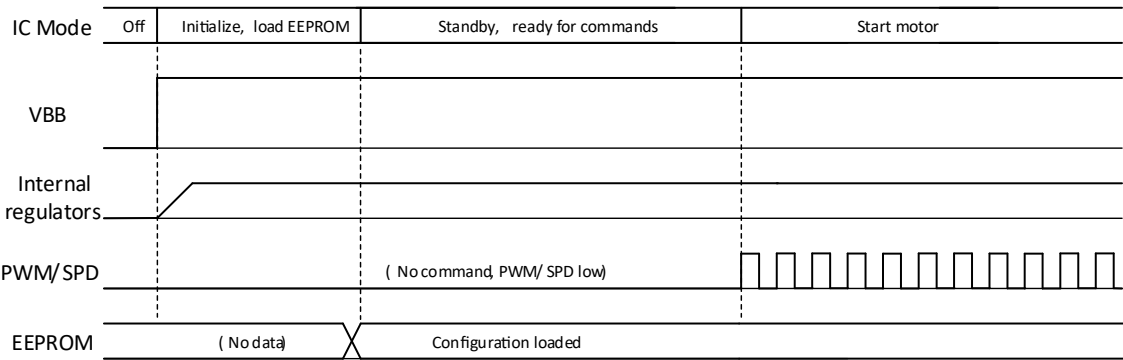 IC Mode Off Initialize, load EEPROM Standby, ready for commands Start motor
VBB
Internal
regulators
PWM/SPD ( No command, PWM/ SPD low)
EEPROM ( No data) Configuration loaded